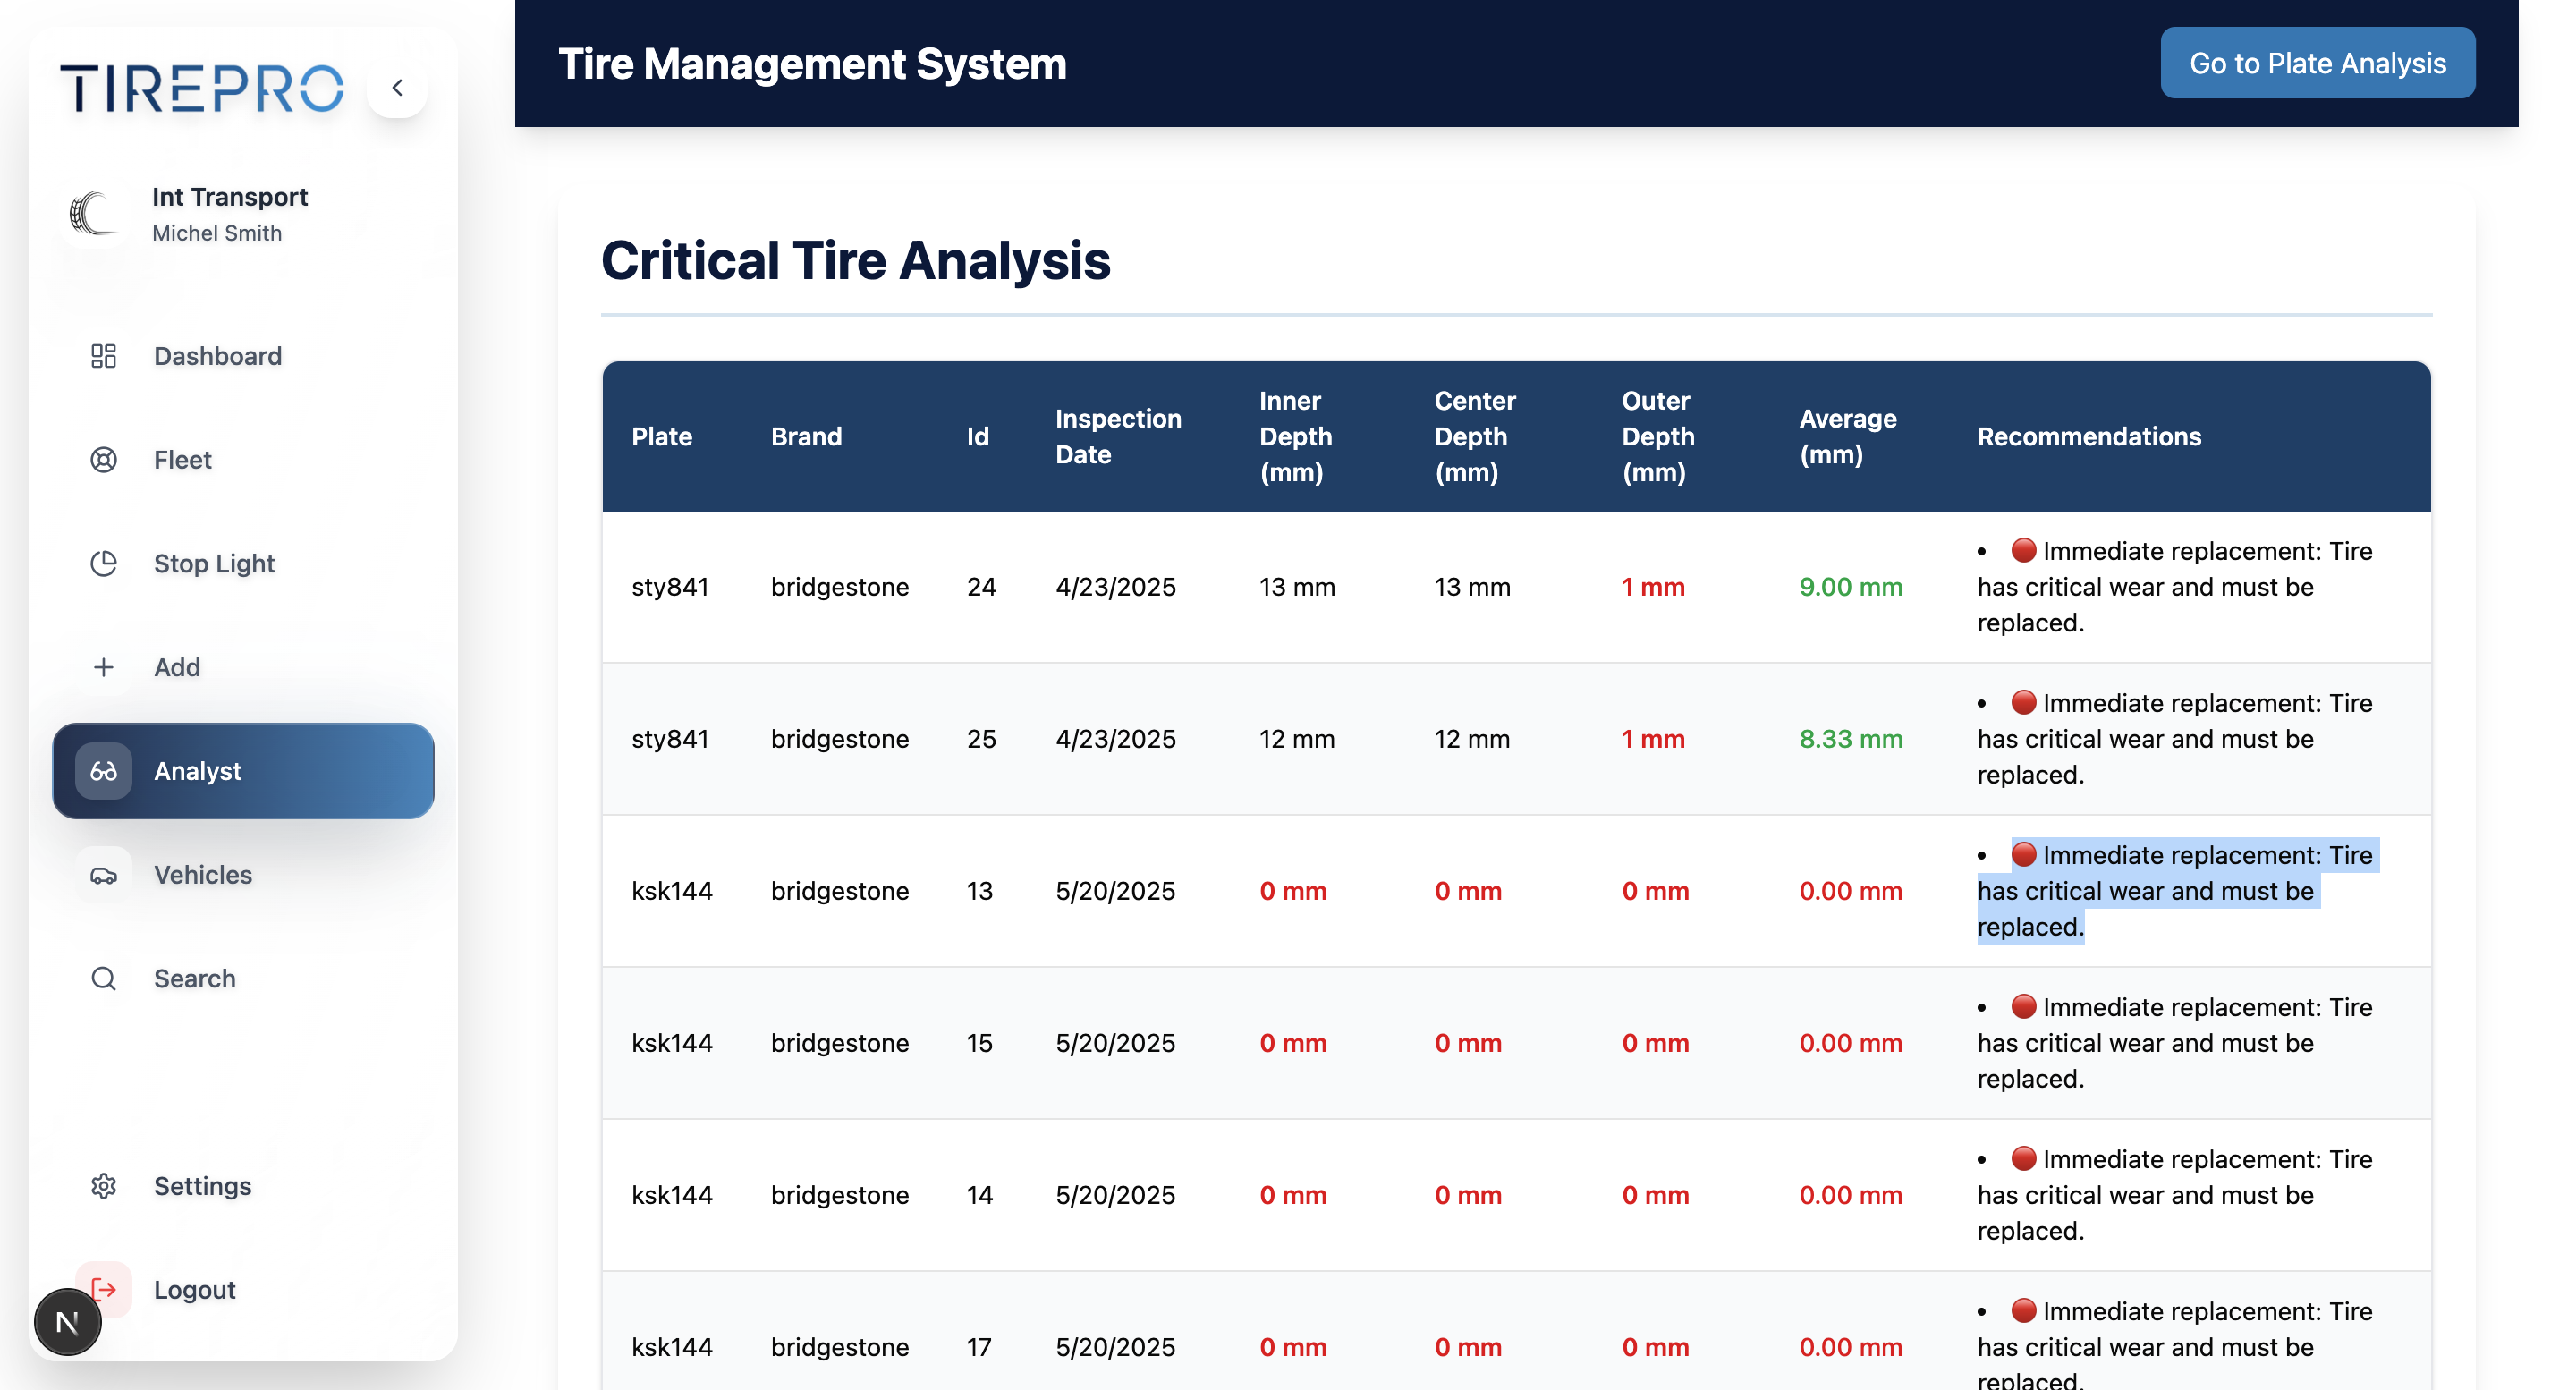 TIREPRO
Int Transport
Michel Smith
Dashboard
Fleet
Stop Light
Add
Analyst
Vehicles
Search
Settings
Logout
N
Tire Management System
Go to Plate Analysis
Critical Tire Analysis
Plate
Brand
Id
Inspection
Date
Inner
Depth
(mm)
Center
Depth
(mm)
Outer
Depth
(mm)
Average
(mm)
Recommendations
sty841 bridgestone 24 4/23/2025 13 mm 13 mm 1 mm 9.00 mm
• 🔴 Immediate replacement: Tire
has critical wear and must be
replaced.
sty841 bridgestone 25 4/23/2025 12 mm 12 mm 1 mm 8.33 mm
• 🔴 Immediate replacement: Tire
has critical wear and must be
replaced.
ksk144 bridgestone 13 5/20/2025 0 mm 0 mm 0 mm 0.00 mm
• 🔴 Immediate replacement: Tire
has critical wear and must be
replaced.
ksk144 bridgestone 15 5/20/2025 0 mm 0 mm 0 mm 0.00 mm
• 🔴 Immediate replacement: Tire
has critical wear and must be
replaced.
ksk144 bridgestone 14 5/20/2025 0 mm 0 mm 0 mm 0.00 mm
• 🔴 Immediate replacement: Tire
has critical wear and must be
replaced.
ksk144 bridgestone 17 5/20/2025 0 mm 0 mm 0 mm 0.00 mm
• 🔴 Immediate replacement: Tire
has critical wear and must be
replaced.